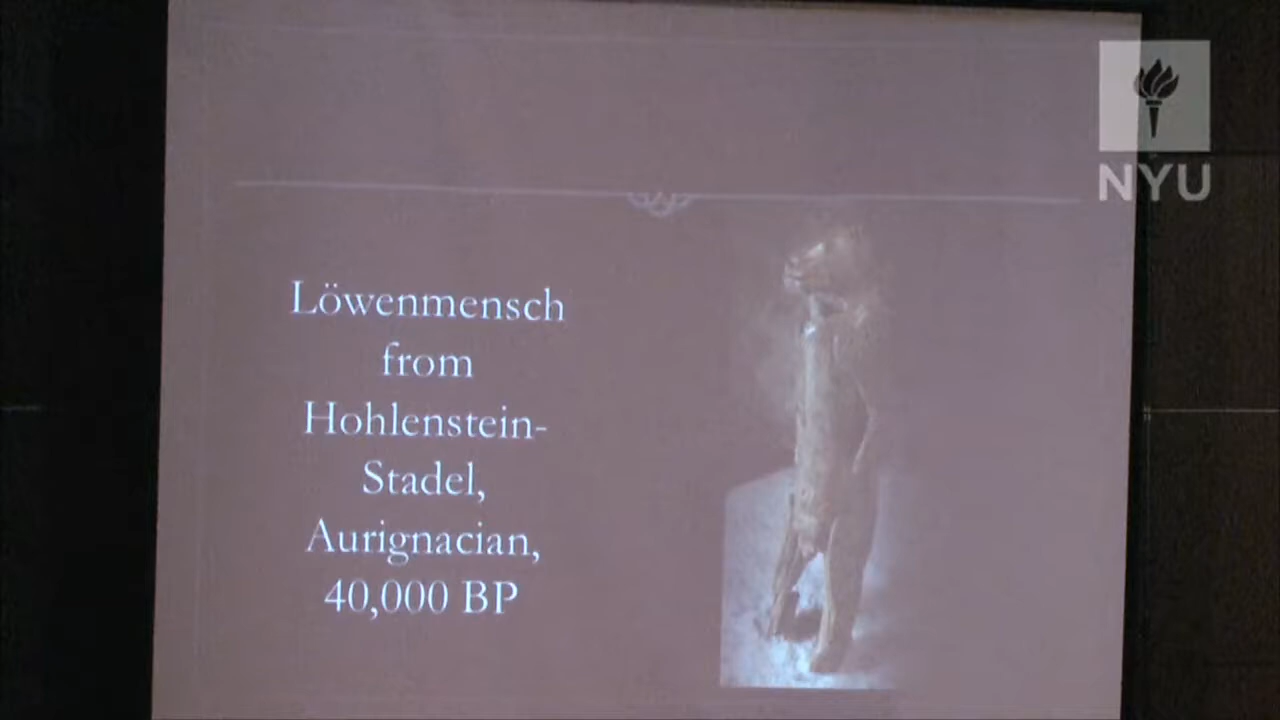 NYU
Löwenmensch
from
Hohlenstein-
Stadel,
Aurignacian,
40,000 BP